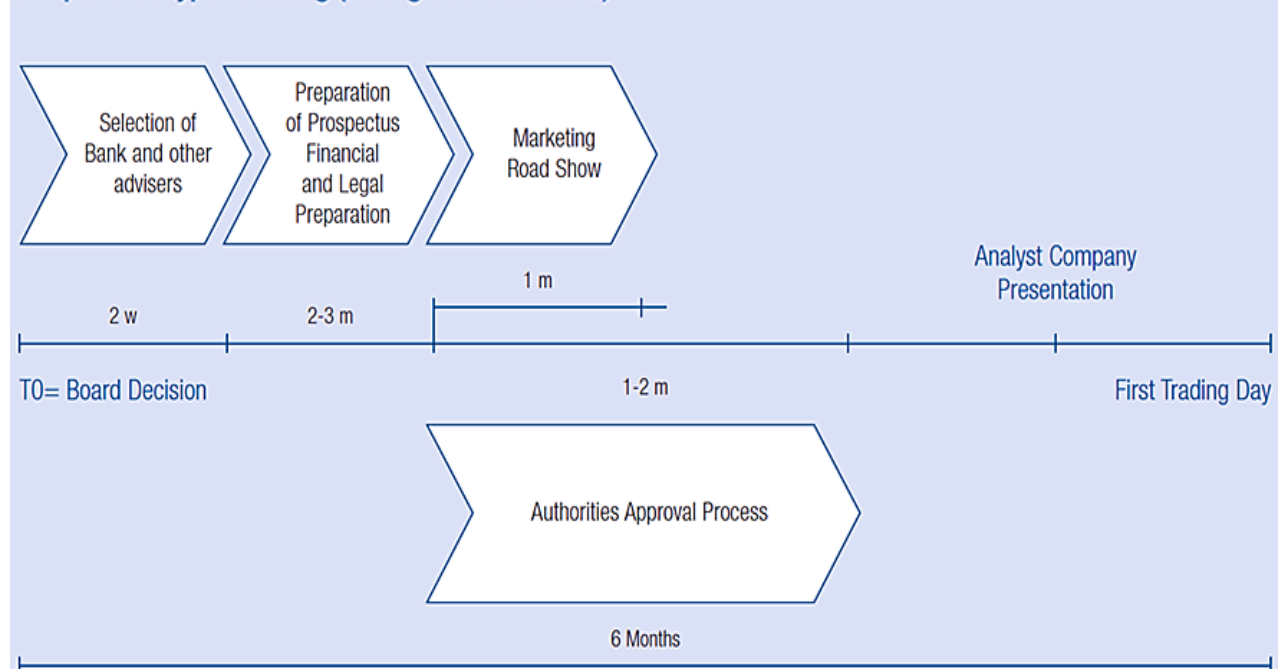 Selection of
Bank and other
advisers
Preparation
of Prospectus
Financial
and Legal
Preparation
Marketing
Road Show
1 m
2 w
2-3 m
Analyst Company
Presentation
T0= Board Decision
1-2 m
First Trading Day
Authorities Approval Process
6 Months